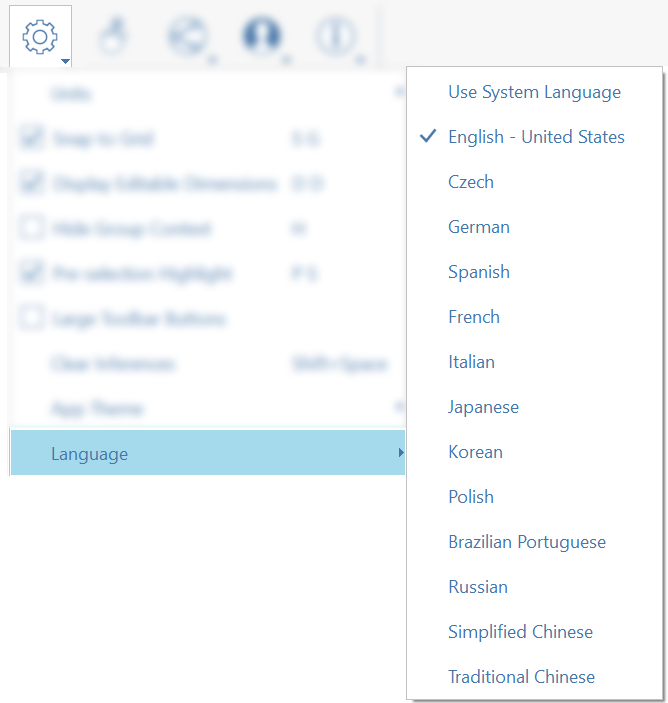 Units
Snap to Grid S G
Display Editable Dimensions D D
Hide Group Context H
Pre-selection Highlight P S
Large Toolbar Buttons
Clear Inferences Shift+Space
App Theme
Language
Use System Language
English - United States
Czech
German
Spanish
French
Italian
Japanese
Korean
Polish
Brazilian Portuguese
Russian
Simplified Chinese
Traditional Chinese